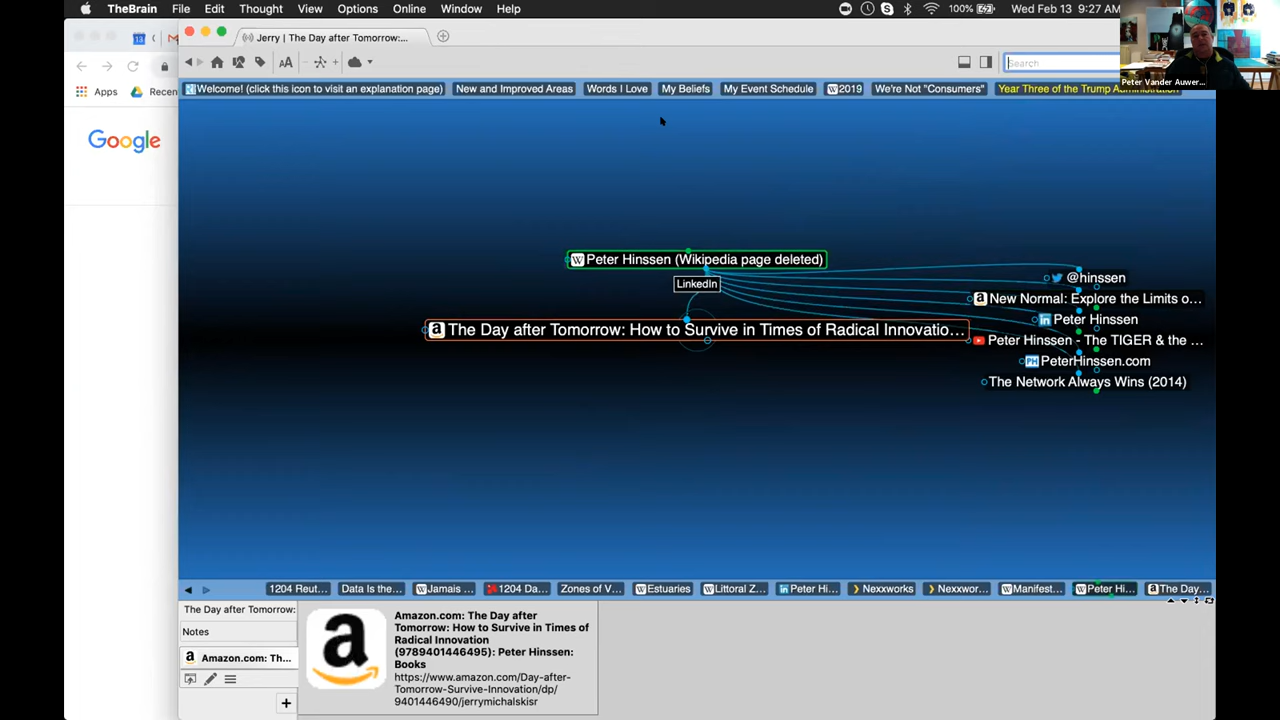 TheBrain File Edit Thought View Options Online Window Help 100% Wed Feb 13 9:27 AM
Jerry | The Day after Tomorrow:...
AA
Search
Peter Vander Auwer...
Apps
Recen
Welcome! (click this icon to visit an explanation page) New and Improved Areas Words I Love My Beliefs My Event Schedule 2019 We're Not "Consumers" Year Three of the Trump Administration
Google
Peter Hinssen (Wikipedia page deleted)
LinkedIn
The Day after Tomorrow: How to Survive in Times of Radical Innovatio...
@hinssen
New Normal: Explore the Limits o...
Peter Hinssen
Peter Hinssen - The TIGER & the ...
PeterHinssen.com
The Network Always Wins (2014)
1204 Reut... Data Is the... Jamais ... 1204 Da... Zones of V... Estuaries Littoral Z... Peter Hi... Nexxworks Nexxwor... Manifest... Peter Hi... The Day...
The Day after Tomorrow:
Notes
Amazon.com: Th...
Amazon.com: The Day after
Tomorrow: How to Survive in Times of
Radical Innovation
(9789401446495): Peter Hinssen:
Books
https://www.amazon.com/Day-after-
Tomorrow-Survive-Innovation/dp/
9401446490/jerrymichalskisr